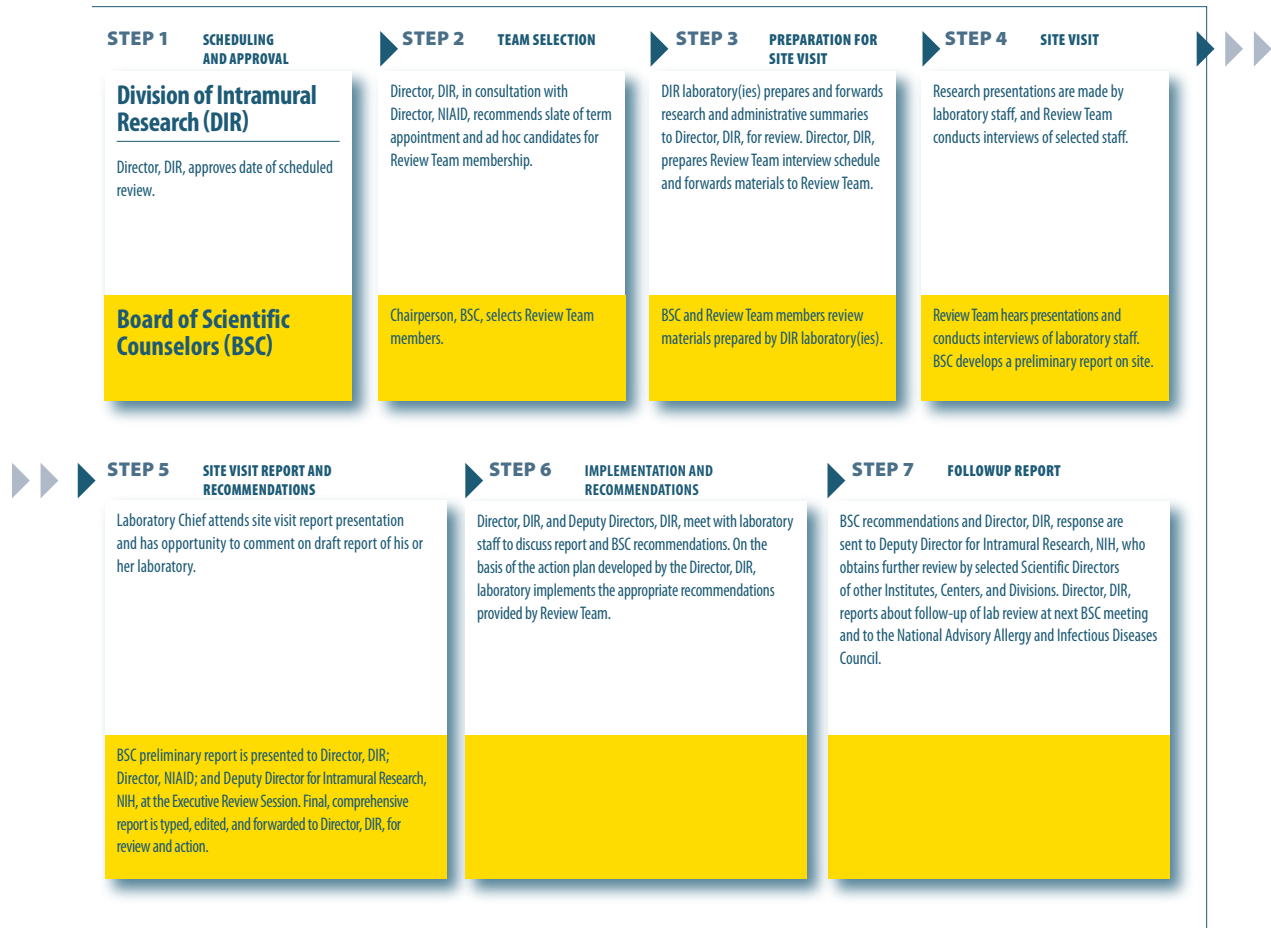 STEP 1 SCHEDULING
AND APPROVAL
Division of Intramural
Research (DIR)
Director, DIR, approves date of scheduled
review.
Board of Scientific
Counselors (BSC)
STEP 2 TEAM SELECTION
Director, DIR, in consultation with
Director, NIAID, recommends slate of term
appointment and ad hoc candidates for
Review Team membership.
Chairperson, BSC, selects Review Team
members.
STEP 3 PREPARATION FOR
SITE VISIT
DIR laboratory(ies) prepares and forwards
research and administrative summaries
to Director, DIR, for review. Director, DIR,
prepares Review Team interview schedule
and forwards materials to Review Team.
BSC and Review Team members review
materials prepared by DIR laboratory(ies).
STEP 4 SITE VISIT
Research presentations are made by
laboratory staff, and Review Team
conducts interviews of selected staff.
Review Team hears presentations and
conducts interviews of laboratory staff.
BSC develops a preliminary report on site.
STEP 5 SITE VISIT REPORT AND
RECOMMENDATIONS
Laboratory Chief attends site visit report presentation
and has opportunity to comment on draft report of his or
her laboratory.
BSC preliminary report is presented to Director, DIR;
Director, NIAID; and Deputy Director for Intramural Research,
NIH, at the Executive Review Session. Final, comprehensive
report is typed, edited, and forwarded to Director, DIR, for
review and action.
STEP 6 IMPLEMENTATION AND
RECOMMENDATIONS
Director, DIR, and Deputy Directors, DIR, meet with laboratory
staff to discuss report and BSC recommendations. On the
basis of the action plan developed by the Director, DIR,
laboratory implements the appropriate recommendations
provided by Review Team.
STEP 7 FOLLOWUP REPORT
BSC recommendations and Director, DIR, response are
sent to Deputy Director for Intramural Research, NIH, who
obtains further review by selected Scientific Directors
of other Institutes, Centers, and Divisions. Director, DIR,
reports about follow-up of lab review at next BSC meeting
and to the National Advisory Allergy and Infectious Diseases
Council.